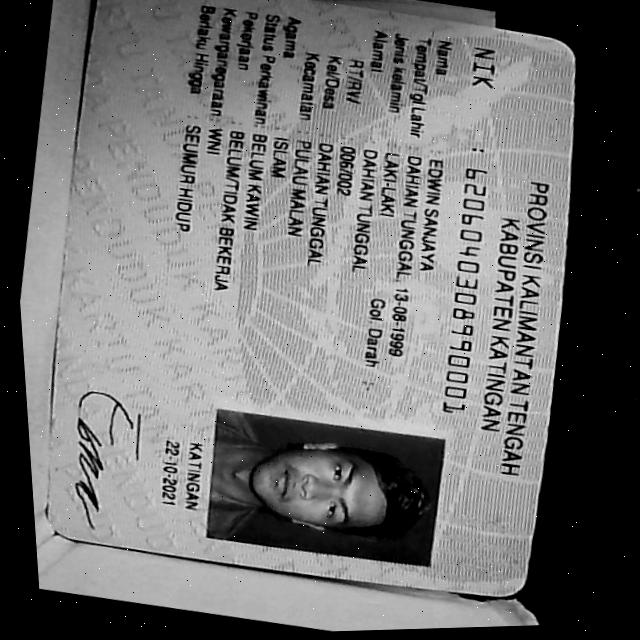 PROVINSI KALIMANTAN TENGAH
KABUPATEN KATINGAN
NIK : 6206040308990001
Nama : EDWIN SANJAYA
Tempat/Tgl Lahir : DAHIAN TUNGGAL, 13-08-1999
Jenis kelamin : LAKI-LAKI Gol Darah :
Alamat : DAHIAN TUNGGAL
RT/RW : 006/002
Kel/Desa : DAHIAN TUNGGAL
Kecamatan : PULAU MALAN
Agama : ISLAM
Status Perkawinan: BELUM KAWIN
Pekerjaan : BELUM/TIDAK BEKERJA
Kewarganegaraan: WNI
Berlaku Hingga : SEUMUR HIDUP
KATINGAN
22-10-2021